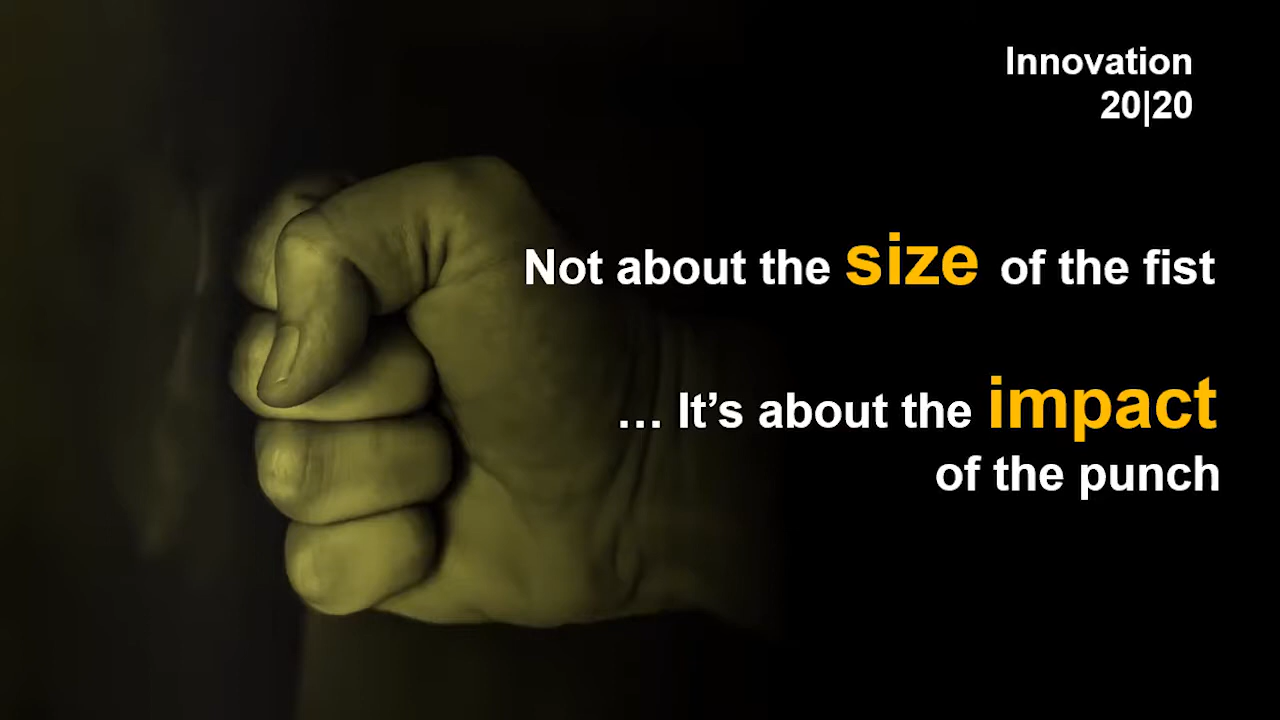 Innovation
20|20
Not about the size of the fist
… It’s about the impact
of the punch